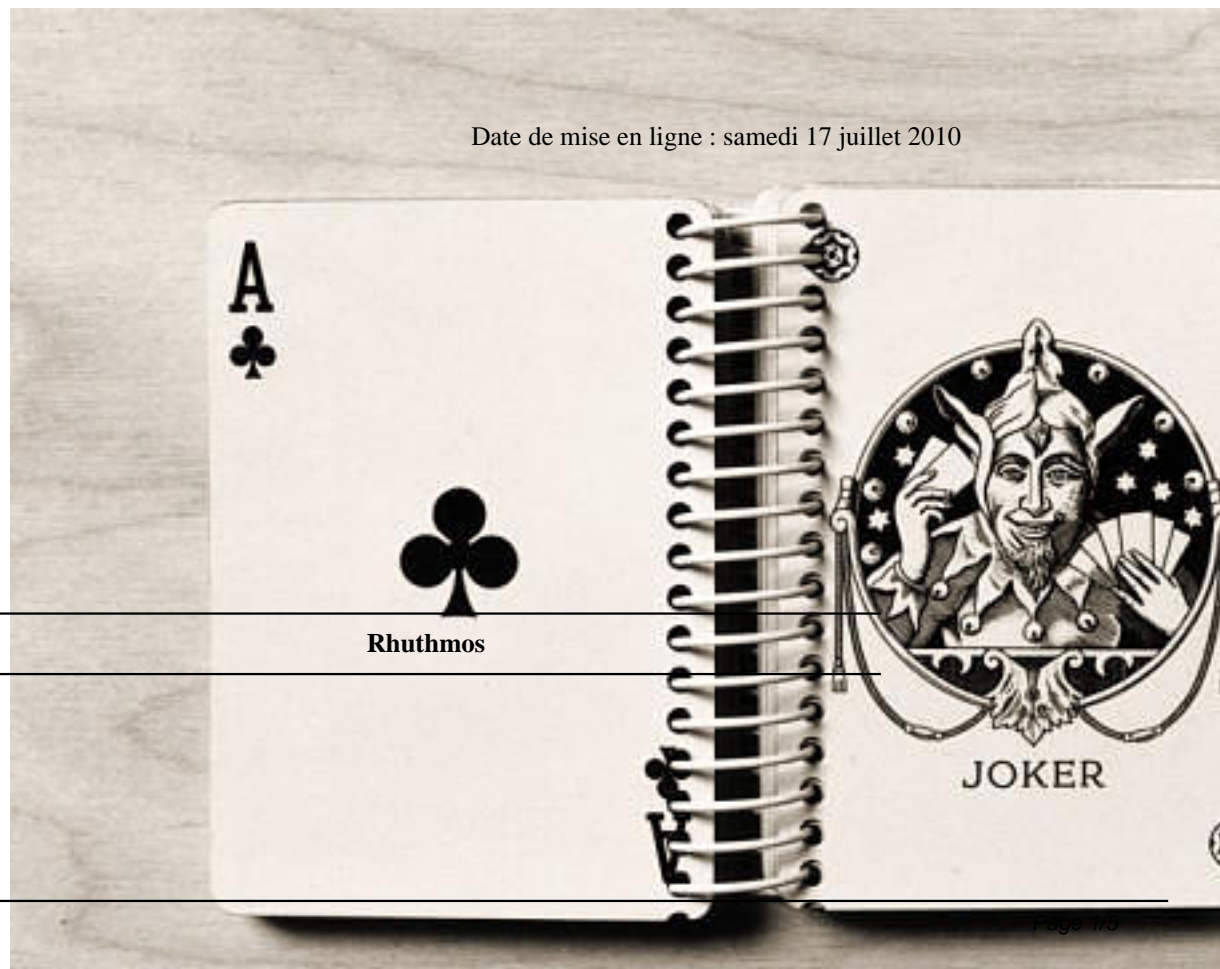 Date de mise en ligne : samedi 17 juillet 2010
A
Rhuthmos
JOKER
A
Page 1/5